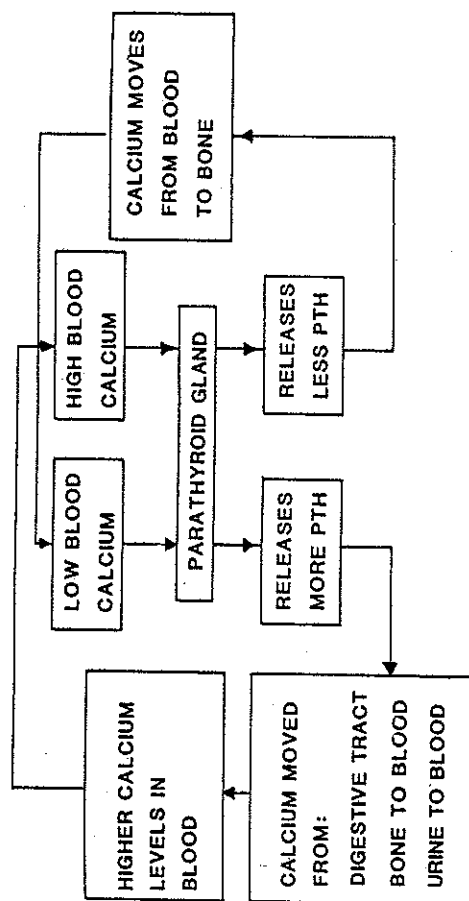 HIGHER CALCIUM
LEVELS IN
BLOOD
LOW BLOOD
CALCIUM
HIGH BLOOD
CALCIUM
CALCIUM MOVES
FROM BLOOD
TO BONE
PARATHYROID GLAND
CALCIUM MOVED
FROM:
DIGESTIVE TRACT
BONE TO BLOOD
URINE TO BLOOD
RELEASES
MORE PTH
RELEASES
LESS PTH